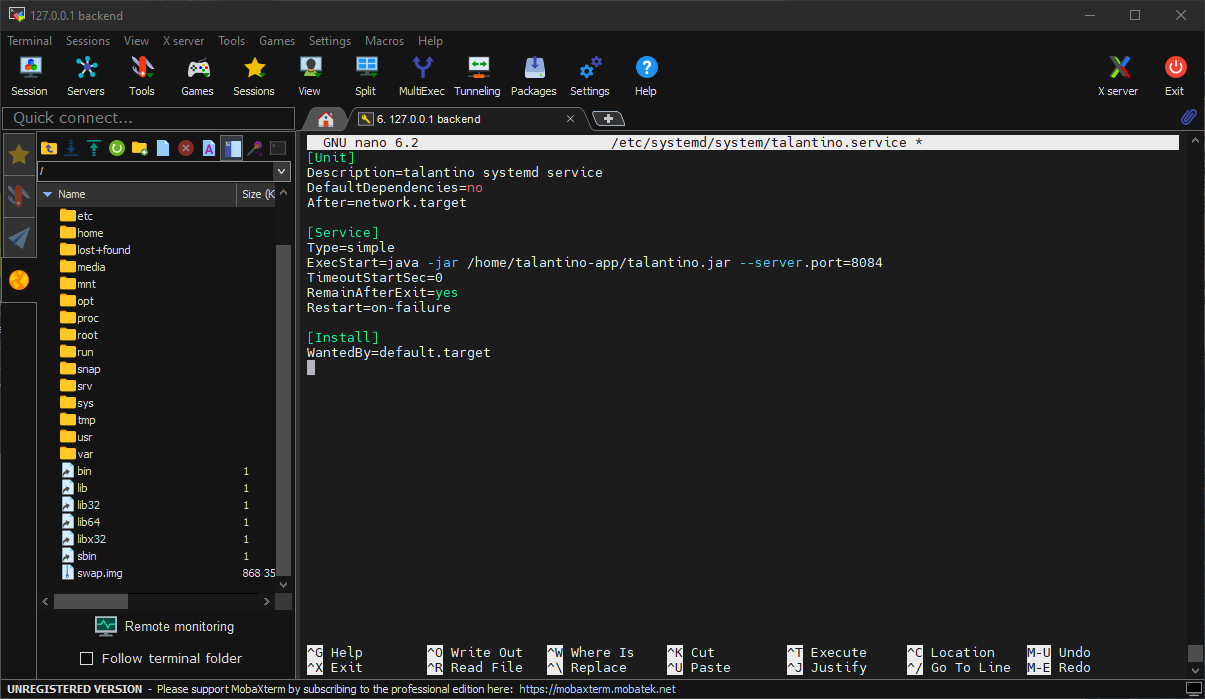 127.0.0.1 backend
Terminal Sessions View X server Tools Games Settings Macros Help
Session Servers Tools Games Sessions View Split MultiExec Tunneling Packages Settings Help X server Exit
Quick connect...
6. 127.0.0.1 backend
/
Name Size (K
etc
home
lost+found
media
mnt
opt
proc
root
run
snap
srv
sys
tmp
usr
var
bin 1
lib 1
lib32 1
lib64 1
libx32 1
sbin 1
swap.img 868 35
Remote monitoring
Follow terminal folder
GNU nano 6.2 /etc/systemd/system/talantino.service *
[Unit]
Description=talantino systemd service
DefaultDependencies=no
After=network.target
[Service]
Type=simple
ExecStart=java -jar /home/talantino-app/talantino.jar --server.port=8084
TimeoutStartSec=0
RemainAfterExit=yes
Restart=on-failure
[Install]
WantedBy=default.target
^G Help ^O Write Out ^W Where Is ^K Cut ^T Execute ^C Location M-U Undo
^X Exit ^R Read File ^\ Replace ^U Paste ^J Justify ^/ Go To Line M-E Redo
UNREGISTERED VERSION - Please support MobaXterm by subscribing to the professional edition here: https://mobaxterm.mobatek.net